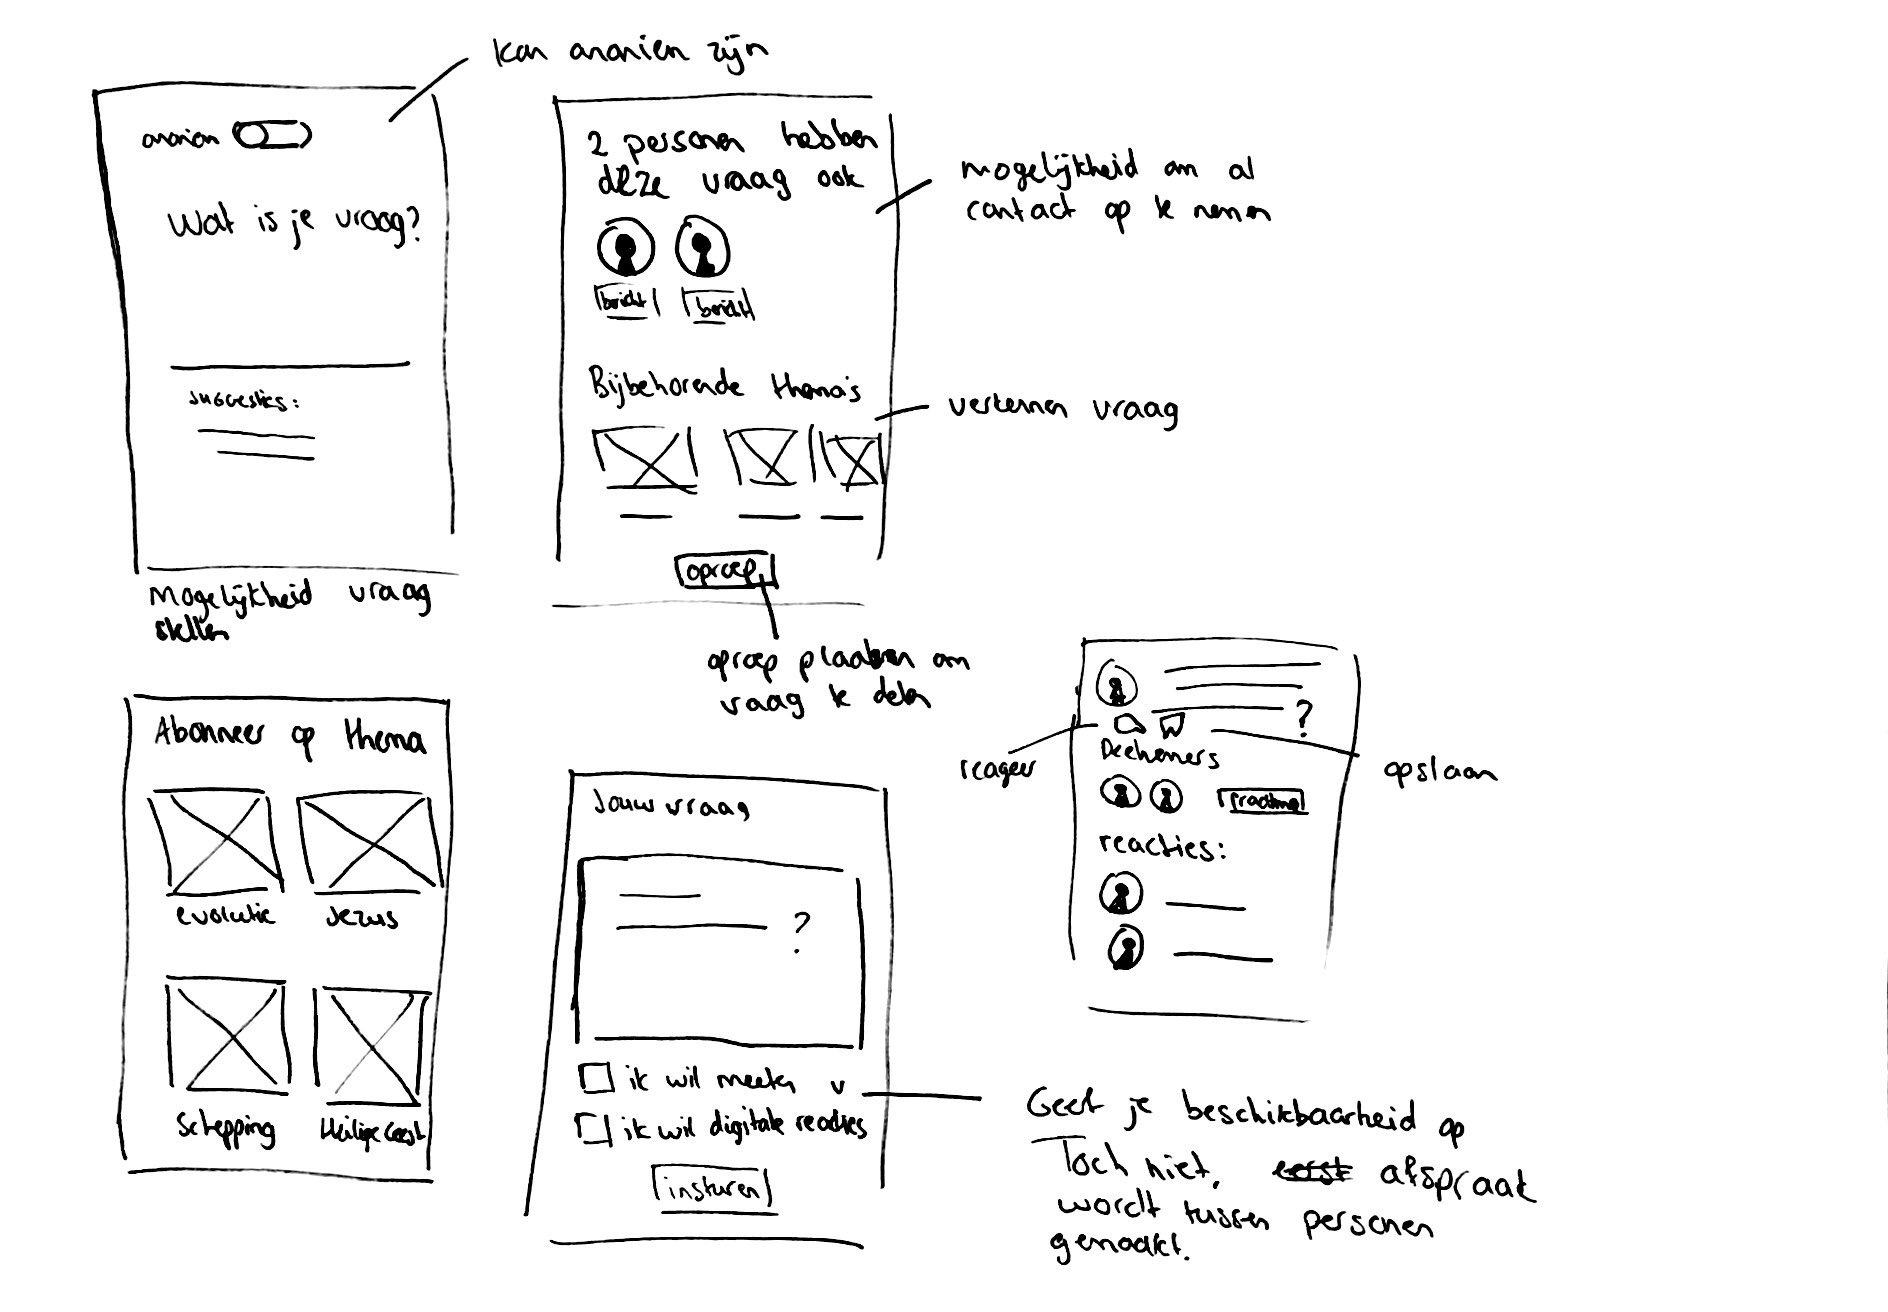 kan anoniem zijn
anoniem
Wat is je vraag?
suggesties:
Mogelijkheid vraag
stellen
2 personen hebben
deze vraag ook
bericht bericht
mogelijkheid om al
contact op te nemen
Bijbehorende thema's
verkennen vraag
oproep
oproep plaatsen om
vraag te delen
Abonneer op thema
evolutie Jezus
Schepping Heilige Geest
Jouw vraag
?
ik wil meeten v
ik wil digitale reacties
insturen
?
reageer
opslaan
Deelnemers
reacties:
Geef je beschikbaarheid op
Toch niet, eerst afspraak
wordt tussen personen
gemaakt.